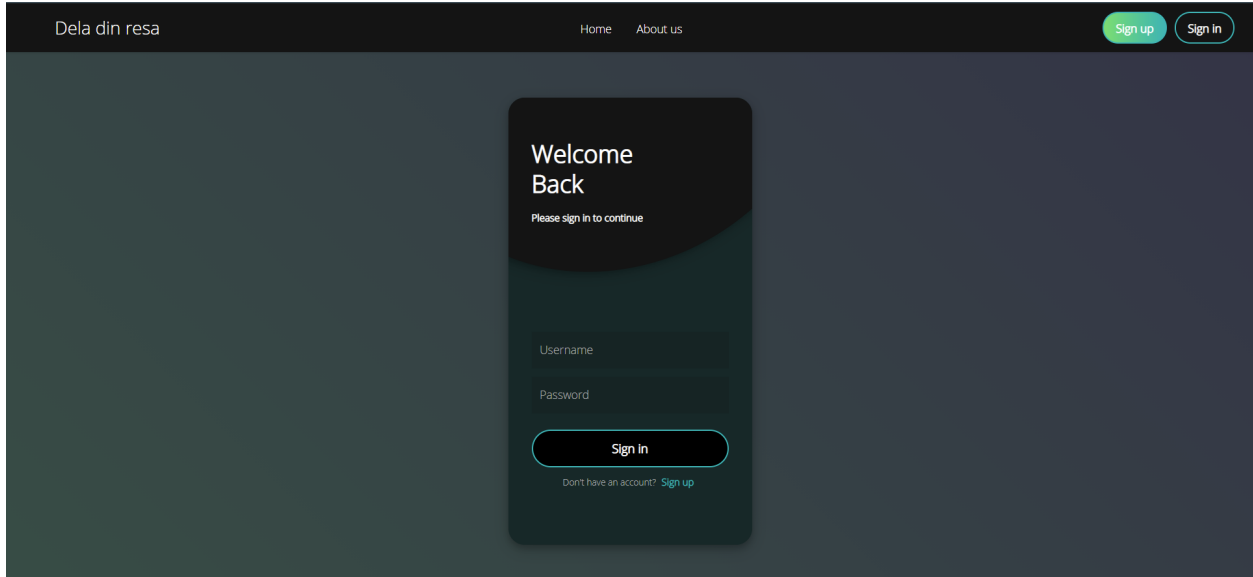 Dela din resa
Home
About us
Sign up
Sign in
Welcome
Back
Please sign in to continue
Username
Password
Sign in
Don't have an account? Sign up